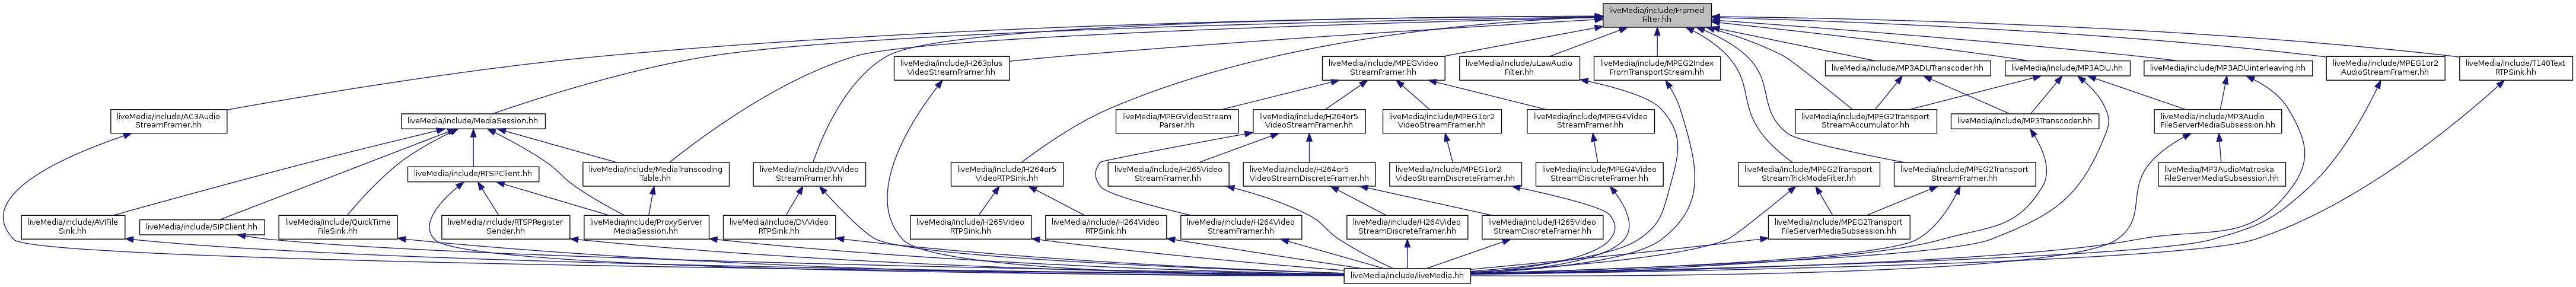 liveMedia/include/Framed
Filter.hh
liveMedia/include/H263plus
VideoStreamFramer.hh
liveMedia/include/MPEGVideo
StreamFramer.hh
liveMedia/include/uLawAudio
Filter.hh
liveMedia/include/MPEG2Index
FromTransportStream.hh
liveMedia/include/MP3ADUTranscoder.hh
liveMedia/include/MP3ADU.hh
liveMedia/include/MP3ADUinterleaving.hh
liveMedia/include/MPEG1or2
AudioStreamFramer.hh
liveMedia/include/T140Text
RTPSink.hh
liveMedia/include/AC3Audio
StreamFramer.hh
liveMedia/include/MediaSession.hh
liveMedia/MPEGVideoStream
Parser.hh
liveMedia/include/H264or5
VideoStreamFramer.hh
liveMedia/include/MPEG1or2
VideoStreamFramer.hh
liveMedia/include/MPEG4Video
StreamFramer.hh
liveMedia/include/MPEG2Transport
StreamAccumulator.hh
liveMedia/include/MP3Transcoder.hh
liveMedia/include/MP3Audio
FileServerMediaSubsession.hh
liveMedia/include/RTSPClient.hh
liveMedia/include/MediaTranscoding
Table.hh
liveMedia/include/DVVideo
StreamFramer.hh
liveMedia/include/H264or5
VideoRTPSink.hh
liveMedia/include/H265Video
StreamFramer.hh
liveMedia/include/H264or5
VideoStreamDiscreteFramer.hh
liveMedia/include/MPEG1or2
VideoStreamDiscreteFramer.hh
liveMedia/include/MPEG4Video
StreamDiscreteFramer.hh
liveMedia/include/MPEG2Transport
StreamTrickModeFilter.hh
liveMedia/include/MPEG2Transport
StreamFramer.hh
liveMedia/include/MP3AudioMatroska
FileServerMediaSubsession.hh
liveMedia/include/AVIFile
Sink.hh
liveMedia/include/SIPClient.hh
liveMedia/include/QuickTime
FileSink.hh
liveMedia/include/RTSPRegister
Sender.hh
liveMedia/include/ProxyServer
MediaSession.hh
liveMedia/include/DVVideo
RTPSink.hh
liveMedia/include/H265Video
RTPSink.hh
liveMedia/include/H264Video
RTPSink.hh
liveMedia/include/H264Video
StreamFramer.hh
liveMedia/include/H264Video
StreamDiscreteFramer.hh
liveMedia/include/H265Video
StreamDiscreteFramer.hh
liveMedia/include/MPEG2Transport
FileServerMediaSubsession.hh
liveMedia/include/liveMedia.hh